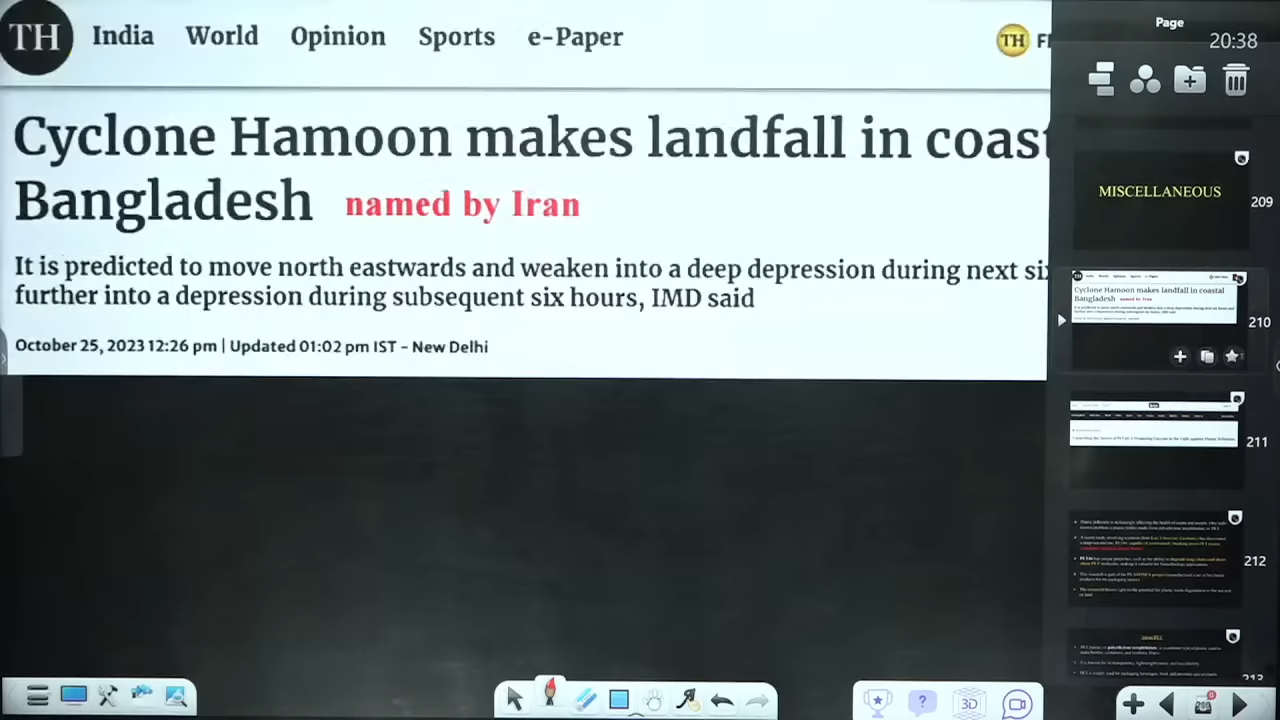 TH India World Opinion Sports e-Paper TH
Cyclone Hamoon makes landfall in coast
Bangladesh named by Iran
It is predicted to move north eastwards and weaken into a deep depression during next six
further into a depression during subsequent six hours, IMD said
October 25, 2023 12:26 pm | Updated 01:02 pm IST - New Delhi
Page
20:38
MISCELLANEOUS
209
Cyclone Hamoon makes landfall in coastal
Bangladesh named by Iran
210
211
212
213
3D